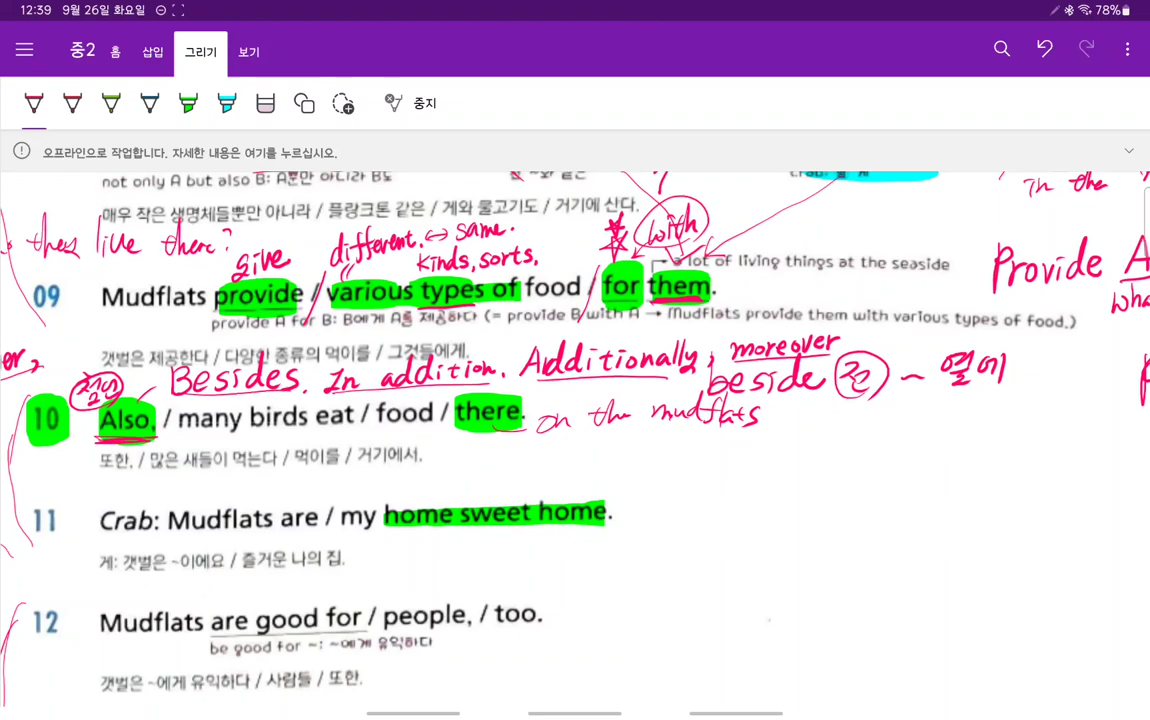 12:39 9월 26일 화요일
78%
중2 홈 삽입 그리기 보기
중지
오프라인으로 작업합니다. 자세한 내용은 여기를 누르십시오.
not only A but also B: A뿐만 아니라 B도
~와 같은
매우 작은 생명체들뿐만 아니라 / 플랑크톤 같은 / 게와 물고기도 / 거기에 산다.
in the
they live there?
give
different. ↔ same.
kinds, sorts.
with
a lot of living things at the seaside
Provide A
09 Mudflats provide / various types of food / for them.
provide A for B: B에게 A를 제공하다 (= provide B with A → Mudflats provide them with various types of food.)
갯벌은 제공한다 / 다양한 종류의 먹이를 / 그것들에게.
Besides. In addition. Additionally, moreover
beside 전 ~ 옆에
10 Also, / many birds eat / food / there. on the mudflats
또한, / 많은 새들이 먹는다 / 먹이를 / 거기에서.
11 Crab: Mudflats are / my home sweet home.
게: 갯벌은 ~이에요 / 즐거운 나의 집.
12 Mudflats are good for / people, / too.
be good for ~: ~에게 유익하다
갯벌은 ~에게 유익하다 / 사람들 / 또한.